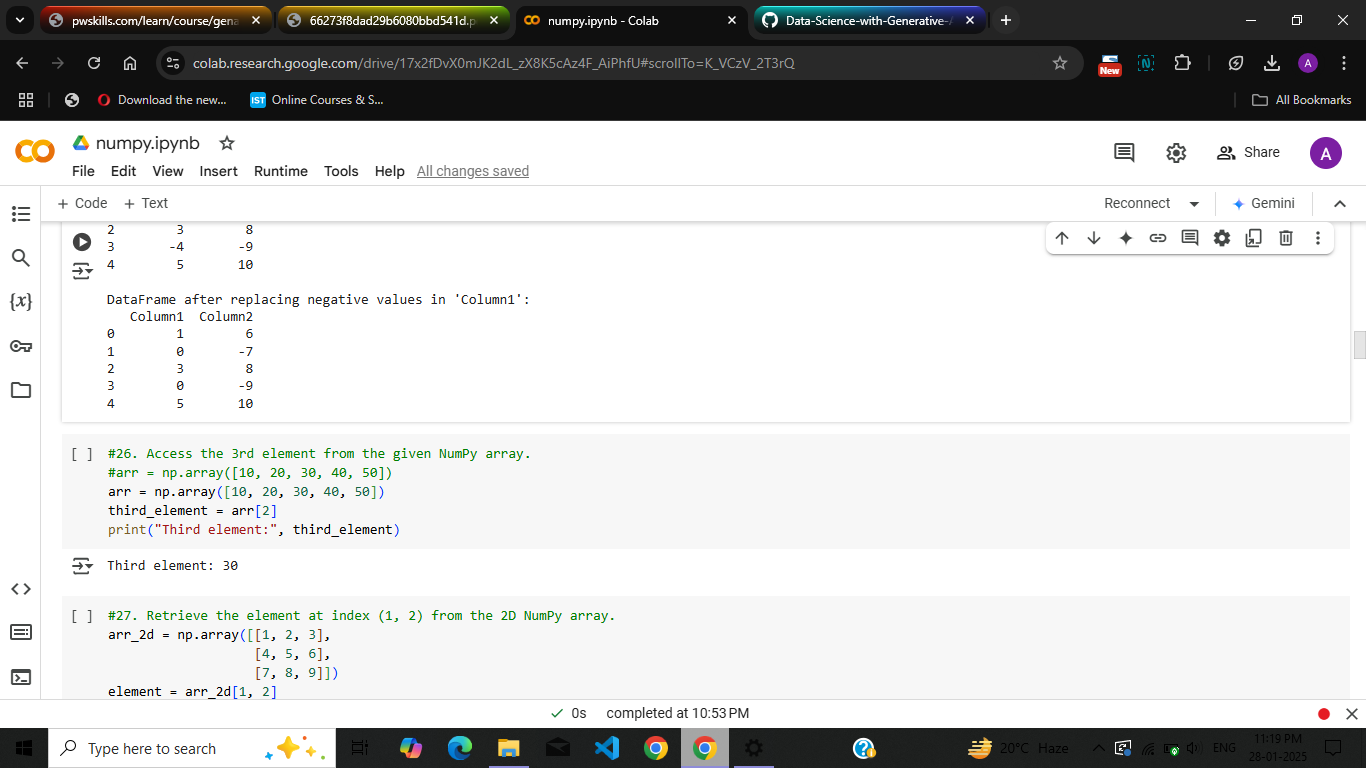 pwskills.com/learn/course/gena
66273f8dad29b6080bbd541d.p
numpy.ipynb - Colab
Data-Science-with-Generative-
colab.research.google.com/drive/17x2fDvX0mJK2dL_zX8K5cAz4F_AiPhfU#scrollTo=K_VCzV_2T3rQ
New
N
A
Download the new...
IST
Online Courses & S...
All Bookmarks
numpy.ipynb
File Edit View Insert Runtime Tools Help All changes saved
Share
A
+ Code + Text
Reconnect
Gemini
2 3 8
3 -4 -9
4 5 10
DataFrame after replacing negative values in 'Column1':
Column1 Column2
0 1 6
1 0 -7
2 3 8
3 0 -9
4 5 10
[ ] #26. Access the 3rd element from the given NumPy array.
#arr = np.array([10, 20, 30, 40, 50])
arr = np.array([10, 20, 30, 40, 50])
third_element = arr[2]
print("Third element:", third_element)
Third element: 30
[ ] #27. Retrieve the element at index (1, 2) from the 2D NumPy array.
arr_2d = np.array([[1, 2, 3],
[4, 5, 6],
[7, 8, 9]])
element = arr_2d[1, 2]
{x}
0s completed at 10:53 PM
Type here to search
20°C Haze
ENG
11:19 PM
28-01-2025